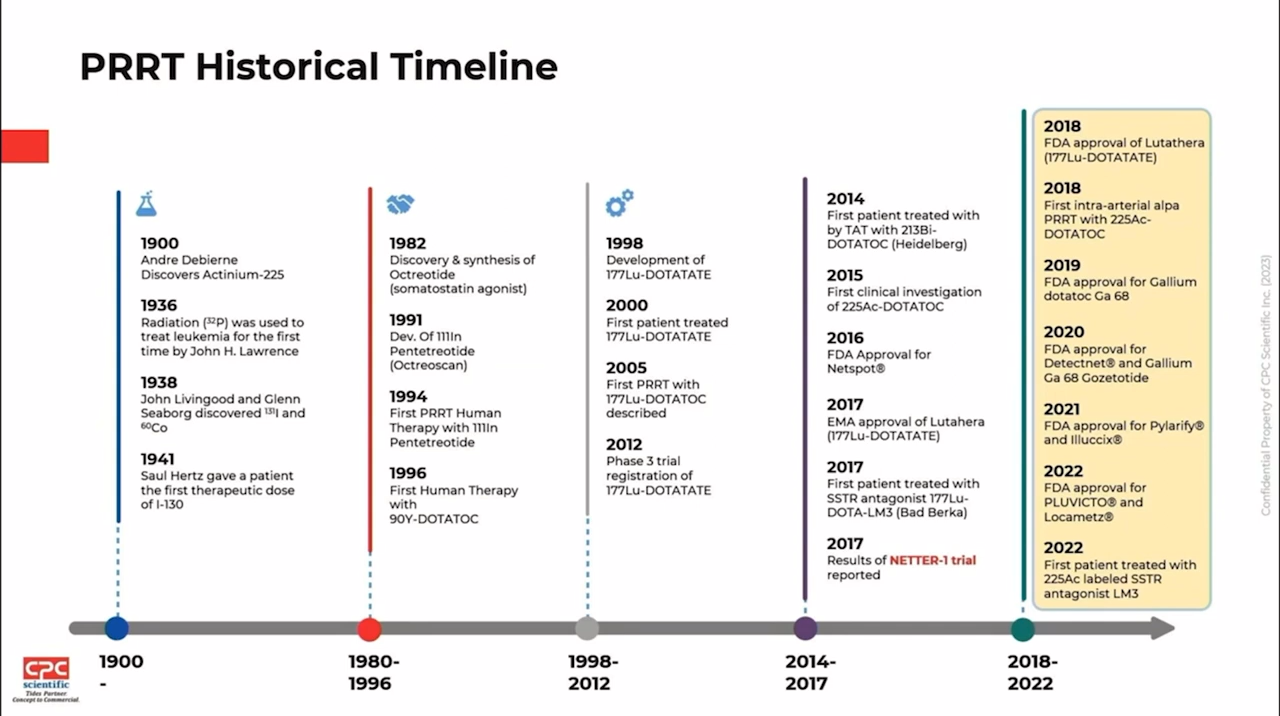 PRRT Historical Timeline
1900
Andre Debierne
Discovers Actinium-225
1936
Radiation (³²P) was used to
treat leukemia for the first
time by John H. Lawrence
1938
John Livingood and Glenn
Seaborg discovered ¹³¹I and
⁶⁰Co
1941
Saul Hertz gave a patient
the first therapeutic dose
of I-130
1982
Discovery & synthesis of
Octreotide
(somatostatin agonist)
1991
Dev. Of 111In
Pentetreotide
(Octreoscan)
1994
First PRRT Human
Therapy with 111In
Pentetreotide
1996
First Human Therapy
with
90Y-DOTATOC
1998
Development of
177Lu-DOTATATE
2000
First patient treated
177Lu-DOTATATE
2005
First PRRT with
177Lu-DOTATOC
described
2012
Phase 3 trial
registration of
177Lu-DOTATATE
2014
First patient treated with
by TAT with 213Bi-
DOTATOC (Heidelberg)
2015
First clinical investigation
of 225Ac-DOTATOC
2016
FDA Approval for
Netspot®
2017
EMA approval of Lutahera
(177Lu-DOTATATE)
2017
First patient treated with
SSTR antagonist 177Lu-
DOTA-LM3 (Bad Berka)
2017
Results of NETTER-1 trial
reported
2018
FDA approval of Lutathera
(177Lu-DOTATATE)
2018
First intra-arterial alpa
PRRT with 225Ac-
DOTATOC
2019
FDA approval for Gallium
dotatoc Ga 68
2020
FDA approval for
Detectnet® and Gallium
Ga 68 Gozetotide
2021
FDA approval for Pylarify®
and Illuccix®
2022
FDA approval for
PLUVICTO® and
Locametz®
2022
First patient treated with
225Ac labeled SSTR
antagonist LM3
1900
-
1980-
1996
1998-
2012
2014-
2017
2018-
2022
CPC
scientific
Tides Partner
Concept to Commercial.
Confidential Property of CPC Scientific Inc. (2023)